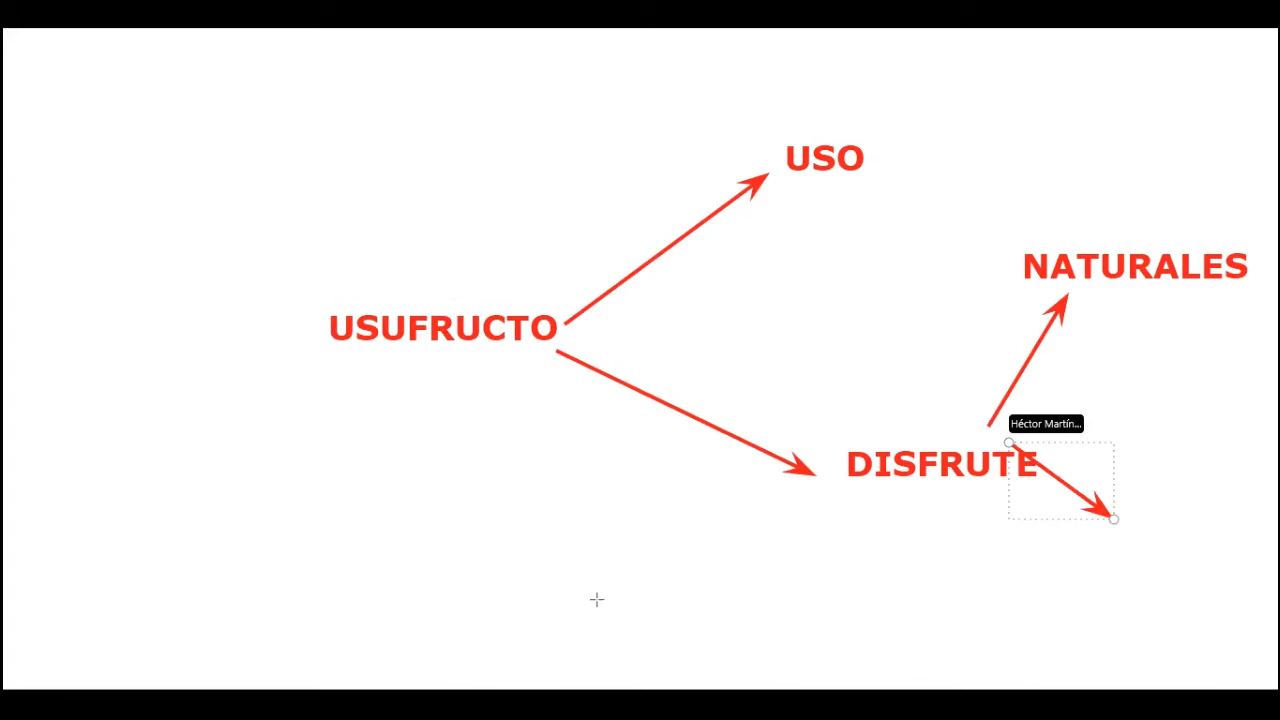 USO
NATURALES
USUFRUCTO
Héctor Martín...
DISFRUTE